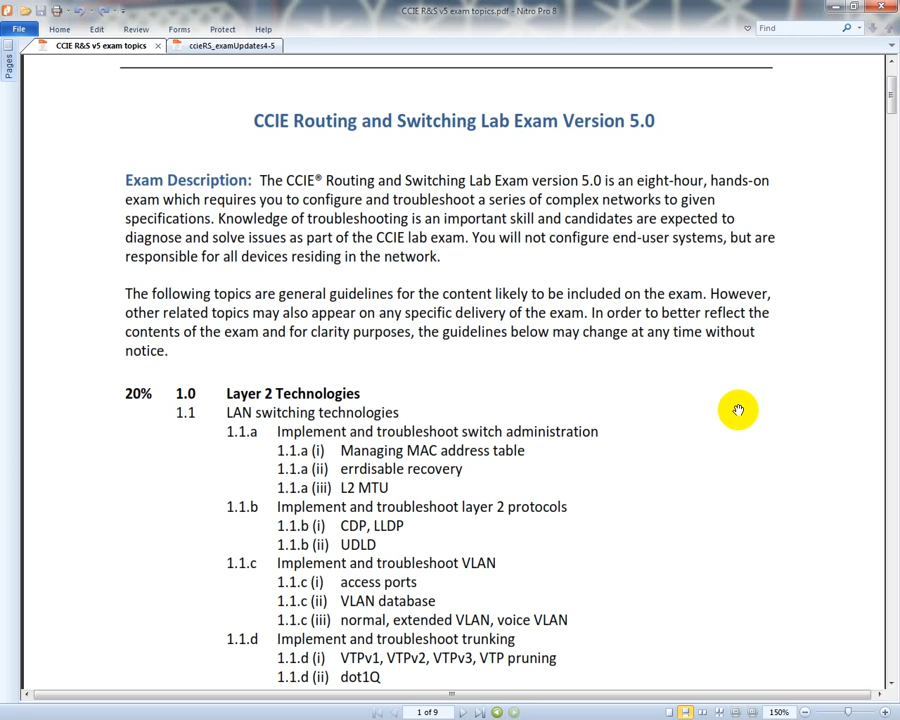 CCIE R&S v5 exam topics.pdf - Nitro Pro 8
File Home Review Forms Protect Help Find
CCIE R&S v5 exam topics ccieRS_examUpdates4-5
Pages
CCIE Routing and Switching Lab Exam Version 5.0
Exam Description: The CCIE® Routing and Switching Lab Exam version 5.0 is an eight-hour, hands-on
exam which requires you to configure and troubleshoot a series of complex networks to given
specifications. Knowledge of troubleshooting is an important skill and candidates are expected to
diagnose and solve issues as part of the CCIE lab exam. You will not configure end-user systems, but are
responsible for all devices residing in the network.
The following topics are general guidelines for the content likely to be included on the exam. However,
other related topics may also appear on any specific delivery of the exam. In order to better reflect the
contents of the exam and for clarity purposes, the guidelines below may change at any time without
notice.
20% 1.0 Layer 2 Technologies
1.1 LAN switching technologies
1.1.a Implement and troubleshoot switch administration
1.1.a (i) Managing MAC address table
1.1.a (ii) errdisable recovery
1.1.a (iii) L2 MTU
1.1.b Implement and troubleshoot layer 2 protocols
1.1.b (i) CDP, LLDP
1.1.b (ii) UDLD
1.1.c Implement and troubleshoot VLAN
1.1.c (i) access ports
1.1.c (ii) VLAN database
1.1.c (iii) normal, extended VLAN, voice VLAN
1.1.d Implement and troubleshoot trunking
1.1.d (i) VTPv1, VTPv2, VTPv3, VTP pruning
1.1.d (ii) dot1Q
1 of 9 150%